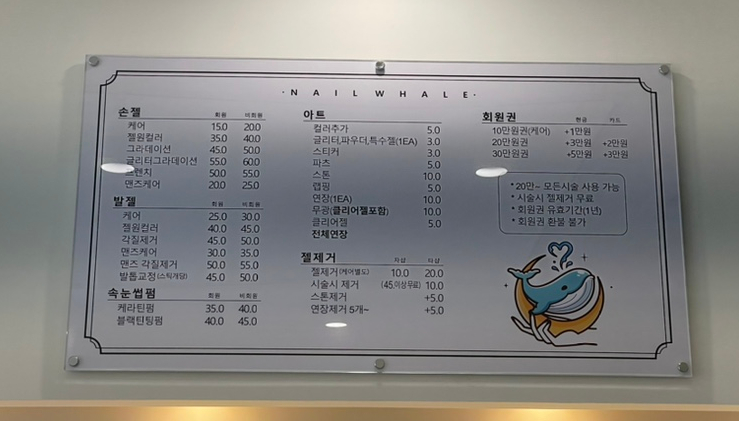 ·NAIL WHALE·
손젤 회원 비회원
케어 15.0 20.0
젤원컬러 35.0 40.0
그라데이션 45.0 50.0
글리터그라데이션 55.0 60.0
프렌치 50.0 55.0
맨즈케어 20.0 25.0
발젤 회원 비회원
케어 25.0 30.0
젤원컬러 40.0 45.0
각질제거 45.0 50.0
맨즈케어 30.0 35.0
맨즈 각질제거 50.0 55.0
발톱교정(스틱개당) 45.0 50.0
속눈썹펌 회원 비회원
케라틴펌 35.0 40.0
블랙틴팅펌 40.0 45.0
아트
컬러추가 5.0
글리터,파우더,특수젤(1EA) 3.0
스티커 3.0
파츠 5.0
스톤 10.0
랩핑 5.0
연장(1EA) 10.0
무광(클리어젤포함) 10.0
클리어젤 5.0
전체연장
젤제거 자샵 타샵
젤제거(케어별도) 10.0 20.0
시술시 제거 (45.이상무료) 10.0
스톤제거 +5.0
연장제거 5개~ +5.0
회원권 현금 카드
10만원권(케어) +1만원
20만원권 +3만원 +2만원
30만원권 +5만원 +3만원
*20만~ 모든시술 사용 가능
*시술시 젤제거 무료
*회원권 유효기간(1년)
*회원권 환불 불가